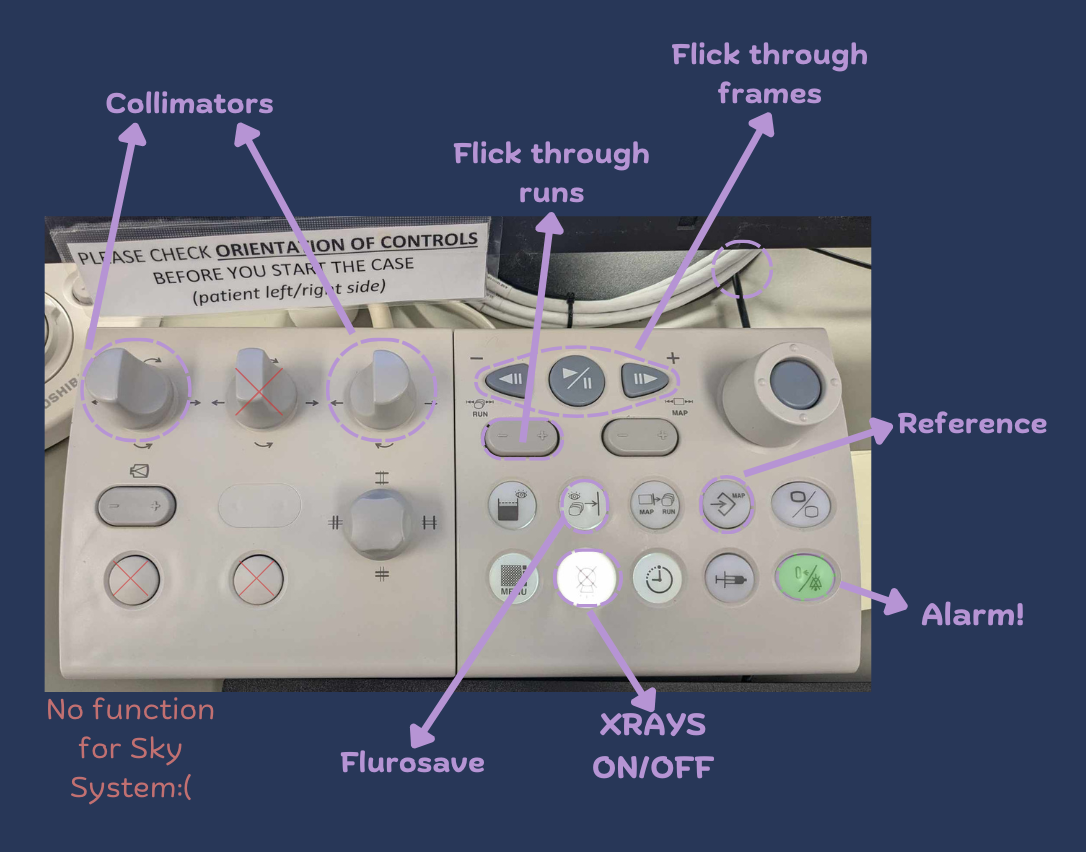 Flick through
frames
Collimators
Flick through
runs
PLEASE CHECK ORIENTATION OF CONTROLS
BEFORE YOU START THE CASE
(patient left/right side)
OSHIB
− +
RUN
MAP
− +
− +
− +
MAP RUN
MAP
MENU
Reference
Alarm!
No function
for Sky
System:(
Flurosave
XRAYS
ON/OFF